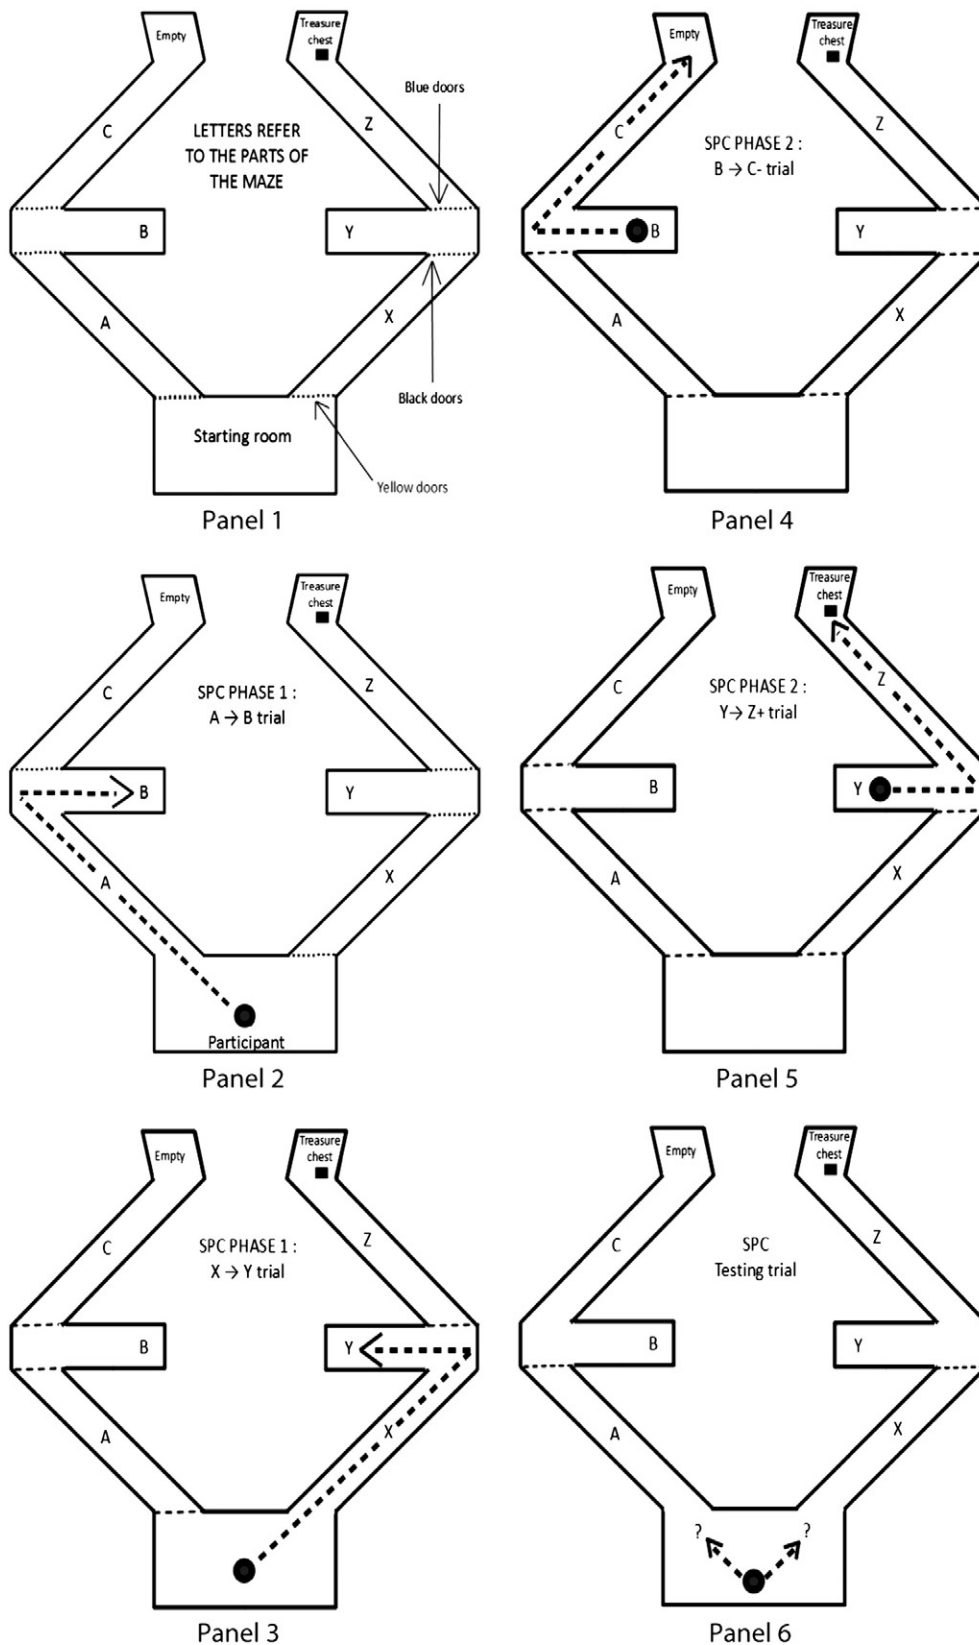 Empty
Treasure
chest
Blue doors
C
Z
LETTERS REFER
TO THE PARTS OF
THE MAZE
B
Y
A
X
Black doors
Starting room
Yellow doors
Panel 1
Empty
Treasure
chest
C
Z
SPC PHASE 2 :
B → C- trial
B
Y
A
X
Panel 4
Empty
Treasure
chest
C
Z
SPC PHASE 1 :
A → B trial
B
Y
A
X
Participant
Panel 2
Empty
Treasure
chest
C
Z
SPC PHASE 2 :
Y→ Z+ trial
B
Y
A
X
Panel 5
Empty
Treasure
chest
C
Z
SPC PHASE 1 :
X → Y trial
B
Y
A
X
Panel 3
Empty
Treasure
chest
C
Z
SPC
Testing trial
B
Y
A
X
? ?
Panel 6